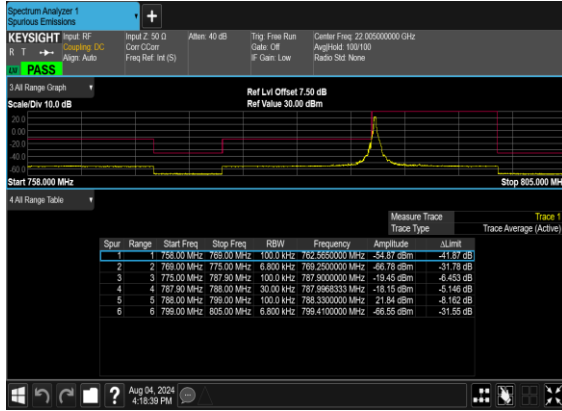 Spectrum Analyzer 1
Spurious Emissions
KEYSIGHT Input: RF Input Z: 50 Ω Atten: 40 dB Trig: Free Run Center Freq: 22.005000000 GHz
R T Coupling: DC Corr CCorr Gate: Off Avg|Hold: 100/100
Align: Auto Freq Ref: Int (S) IF Gain: Low Radio Std: None
PASS
3 All Range Graph
Ref Lvl Offset 7.50 dB
Scale/Div 10.0 dB Ref Value 30.00 dBm
20.0
0.00
-20.0
-40.0
-60.0
Start 758.000 MHz Stop 805.000 MH
4 All Range Table
Measure Trace Trace 1
Trace Type Trace Average (Active)
Spur Range Start Freq Stop Freq RBW Frequency Amplitude ΔLimit
1 1 758.00 MHz 769.00 MHz 100.0 kHz 762.5650000 MHz -54.87 dBm -41.87 dB
2 2 769.00 MHz 775.00 MHz 6.800 kHz 769.2500000 MHz -66.78 dBm -31.78 dB
3 3 775.00 MHz 787.90 MHz 100.0 kHz 787.9000000 MHz -19.45 dBm -6.453 dB
4 4 787.90 MHz 788.00 MHz 30.00 kHz 787.9968333 MHz -18.15 dBm -5.146 dB
5 5 788.00 MHz 799.00 MHz 100.0 kHz 788.3300000 MHz 21.84 dBm -8.162 dB
6 6 799.00 MHz 805.00 MHz 6.800 kHz 799.4100000 MHz -66.55 dBm -31.55 dB
? Aug 04, 2024
4:18:39 PM